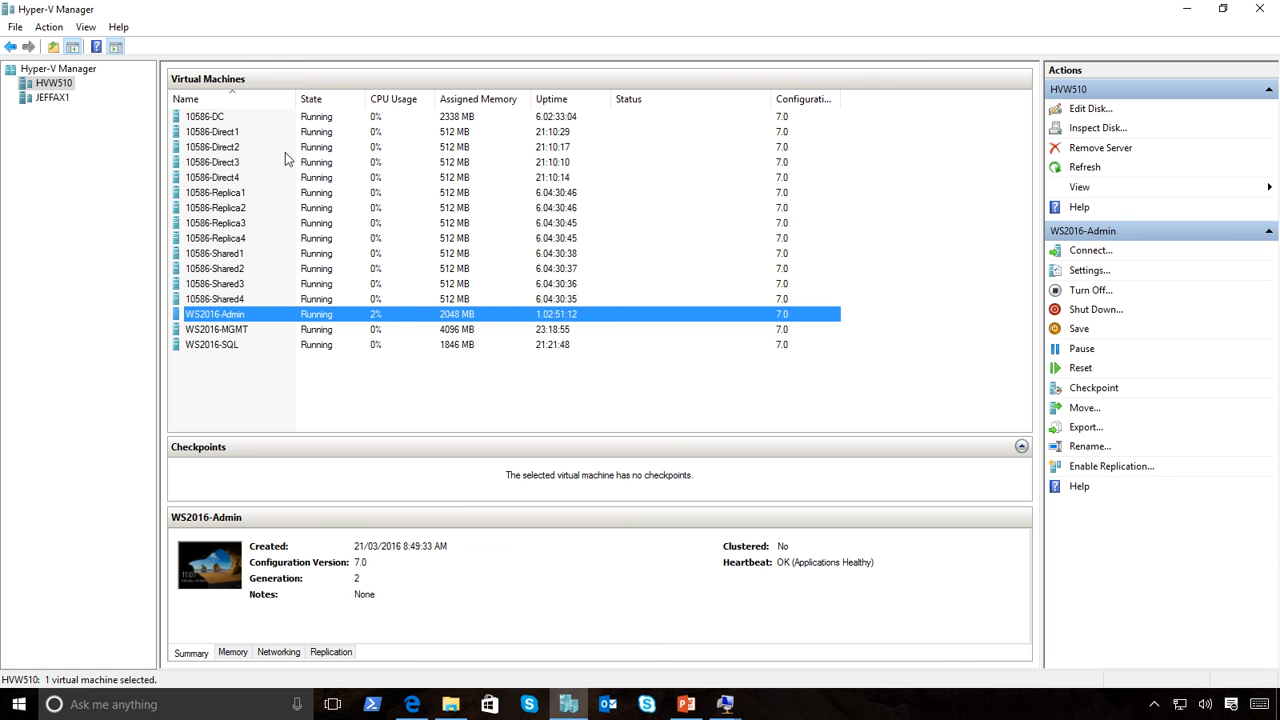 Hyper-V Manager
File Action View Help
Hyper-V Manager
HVW510
JEFFAX1
Virtual Machines
Name State CPU Usage Assigned Memory Uptime Status Configurati...
10586-DC Running 0% 2338 MB 6.02:33:04 7.0
10586-Direct1 Running 0% 512 MB 21:10:29 7.0
10586-Direct2 Running 0% 512 MB 21:10:17 7.0
10586-Direct3 Running 0% 512 MB 21:10:10 7.0
10586-Direct4 Running 0% 512 MB 21:10:14 7.0
10586-Replica1 Running 0% 512 MB 6.04:30:46 7.0
10586-Replica2 Running 0% 512 MB 6.04:30:46 7.0
10586-Replica3 Running 0% 512 MB 6.04:30:45 7.0
10586-Replica4 Running 0% 512 MB 6.04:30:45 7.0
10586-Shared1 Running 0% 512 MB 6.04:30:38 7.0
10586-Shared2 Running 0% 512 MB 6.04:30:37 7.0
10586-Shared3 Running 0% 512 MB 6.04:30:36 7.0
10586-Shared4 Running 0% 512 MB 6.04:30:35 7.0
WS2016-Admin Running 2% 2048 MB 1.02:51:12 7.0
WS2016-MGMT Running 0% 4096 MB 23:18:55 7.0
WS2016-SQL Running 0% 1846 MB 21:21:48 7.0
Checkpoints
The selected virtual machine has no checkpoints.
WS2016-Admin
Created: 21/03/2016 8:49:33 AM Clustered: No
Configuration Version: 7.0 Heartbeat: OK (Applications Healthy)
Generation: 2
Notes: None
11:07
Summary Memory Networking Replication
Actions
HVW510
Edit Disk...
Inspect Disk...
Remove Server
Refresh
View
Help
WS2016-Admin
Connect...
Settings...
Turn Off...
Shut Down...
Save
Pause
Reset
Checkpoint
Move...
Export...
Rename...
Enable Replication...
Help
HVW510: 1 virtual machine selected.
Ask me anything